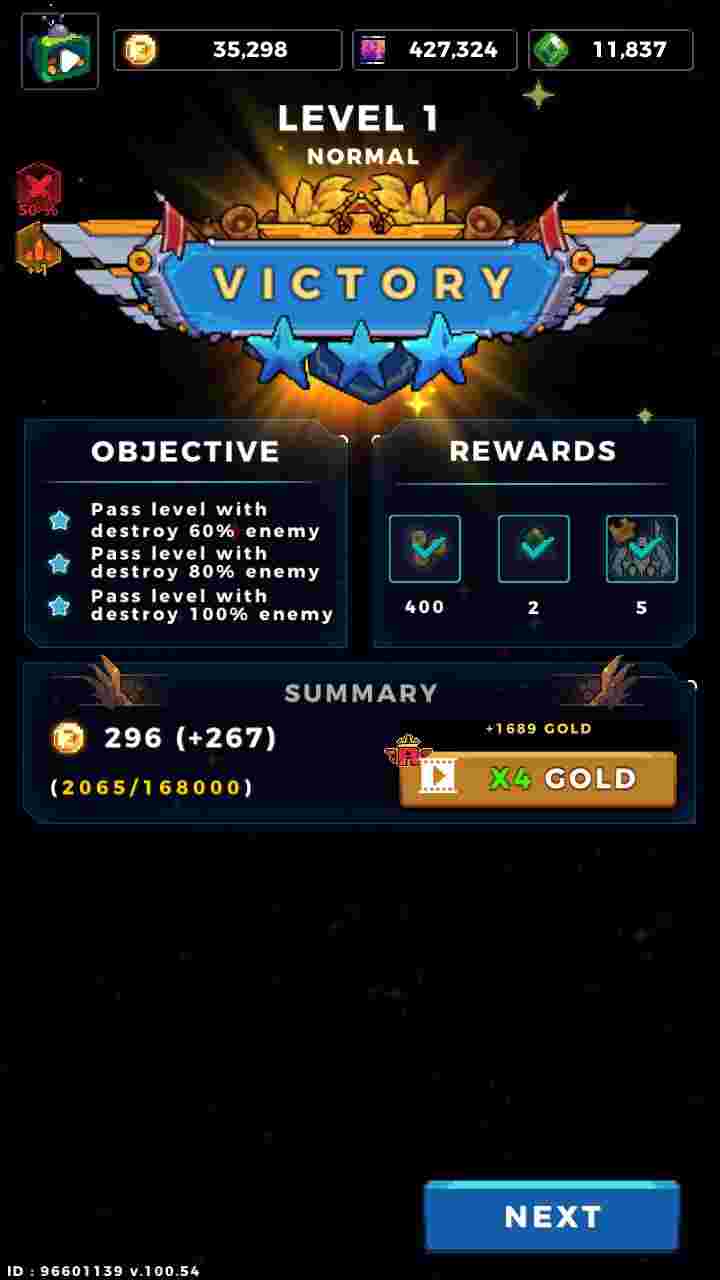 35,298
427,324
11,837
LEVEL 1
NORMAL
50%
VICTORY
OBJECTIVE
Pass level with
destroy 60% enemy
Pass level with
destroy 80% enemy
Pass level with
destroy 100% enemy
REWARDS
400
2
5
SUMMARY
296 (+267)
(2065/168000)
+1689 GOLD
X4 GOLD
NEXT
ID : 96601139 v.100.54